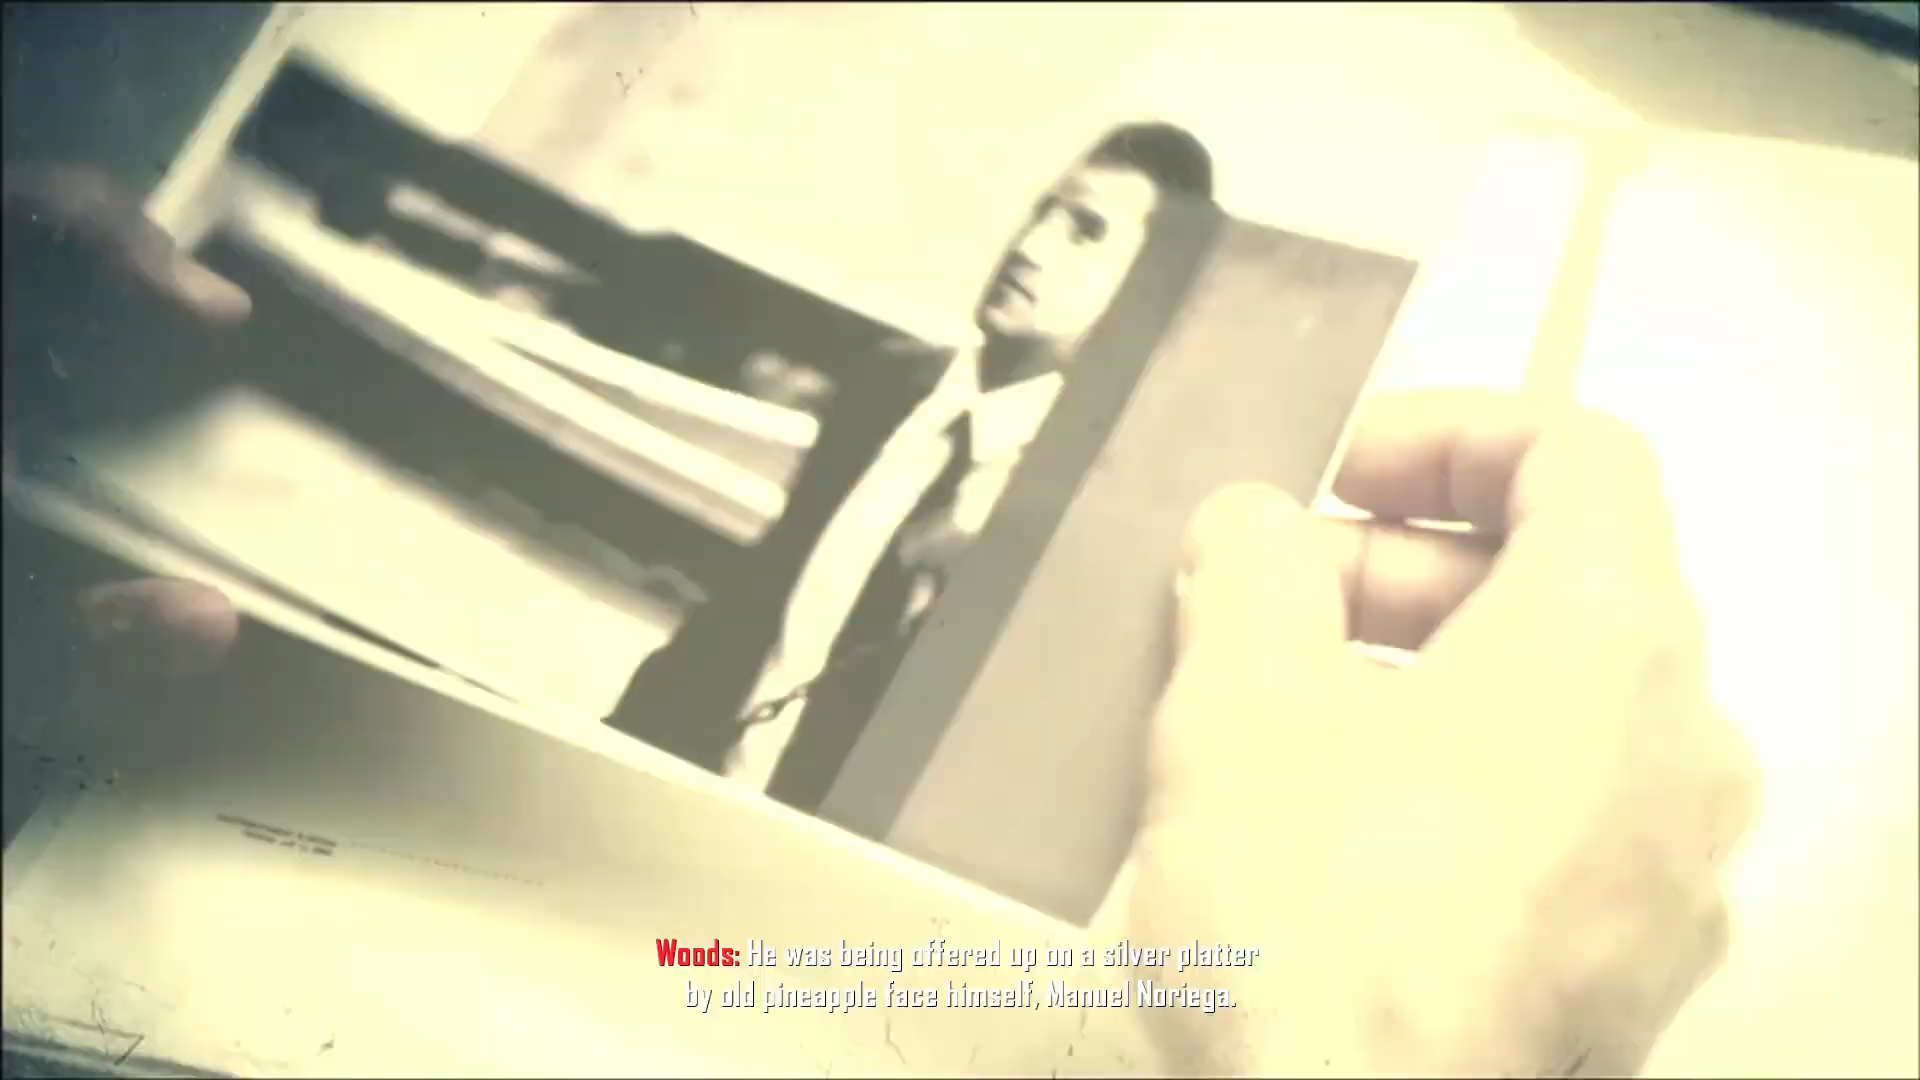 Woods: He was being offered up on a silver platter
by old pineapple face himself, Manuel Noriega.